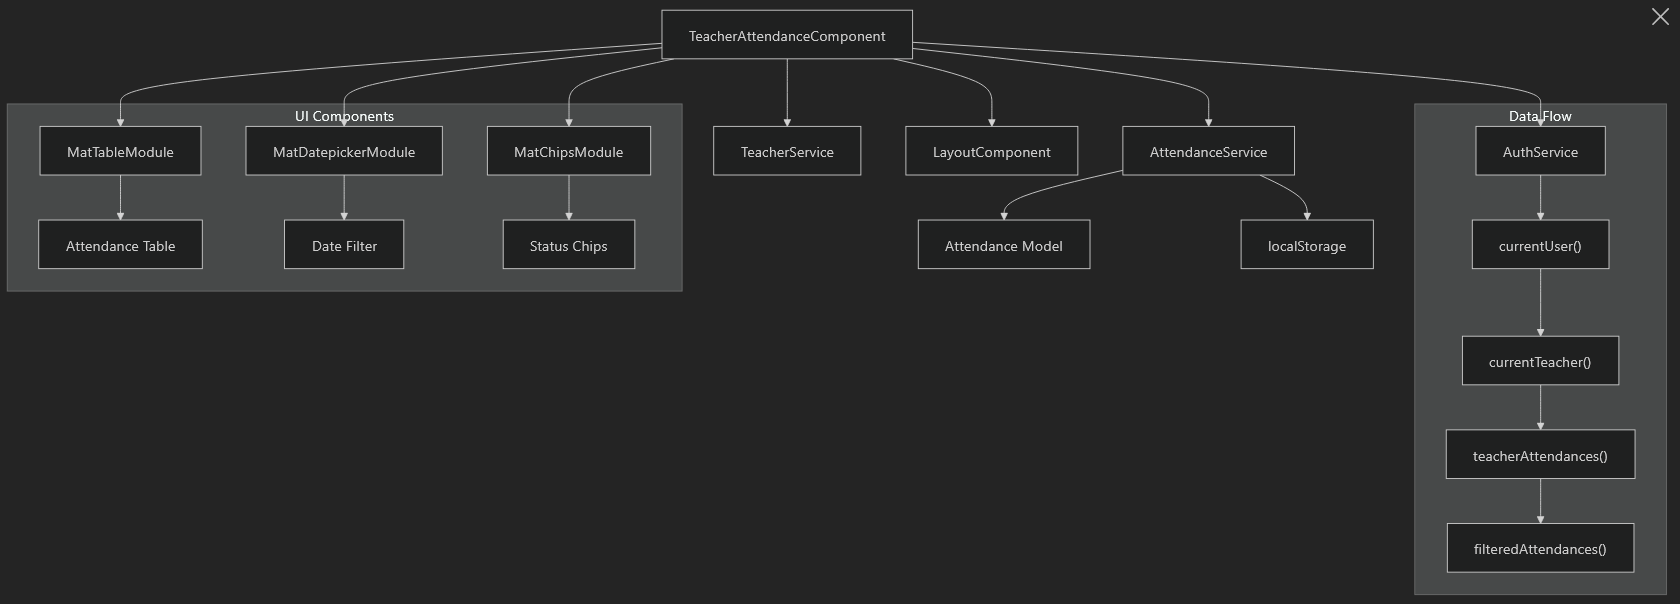 TeacherAttendanceComponent
UI Components
Data Flow
MatTableModule
MatDatepickerModule
MatChipsModule
TeacherService
LayoutComponent
AttendanceService
AuthService
Attendance Table
Date Filter
Status Chips
Attendance Model
localStorage
currentUser()
currentTeacher()
teacherAttendances()
filteredAttendances()